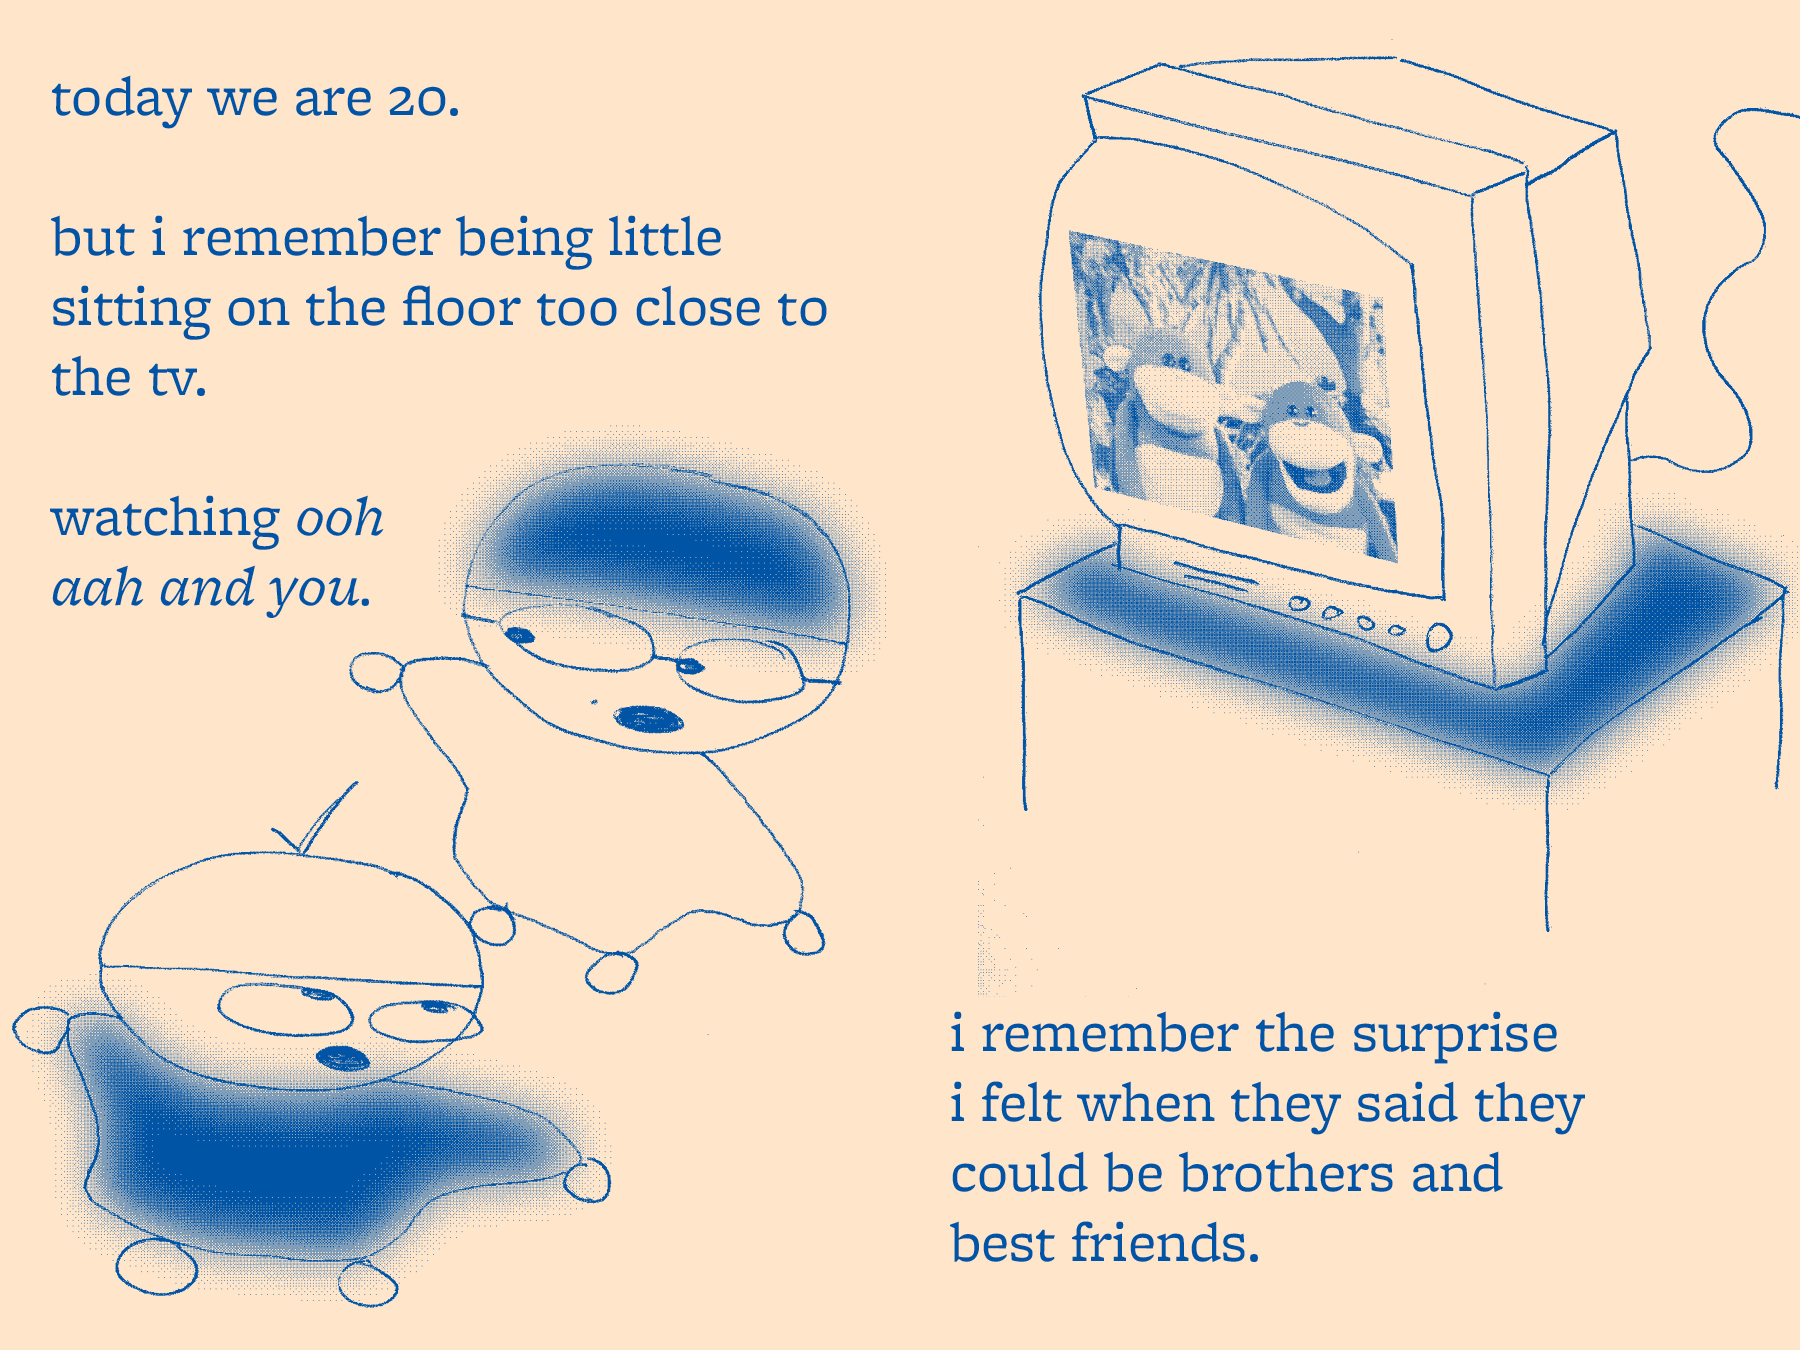 today we are 20.
but i remember being little
sitting on the floor too close to
the tv.
watching ooh
aah and you.
i remember the surprise
i felt when they said they
could be brothers and
best friends.